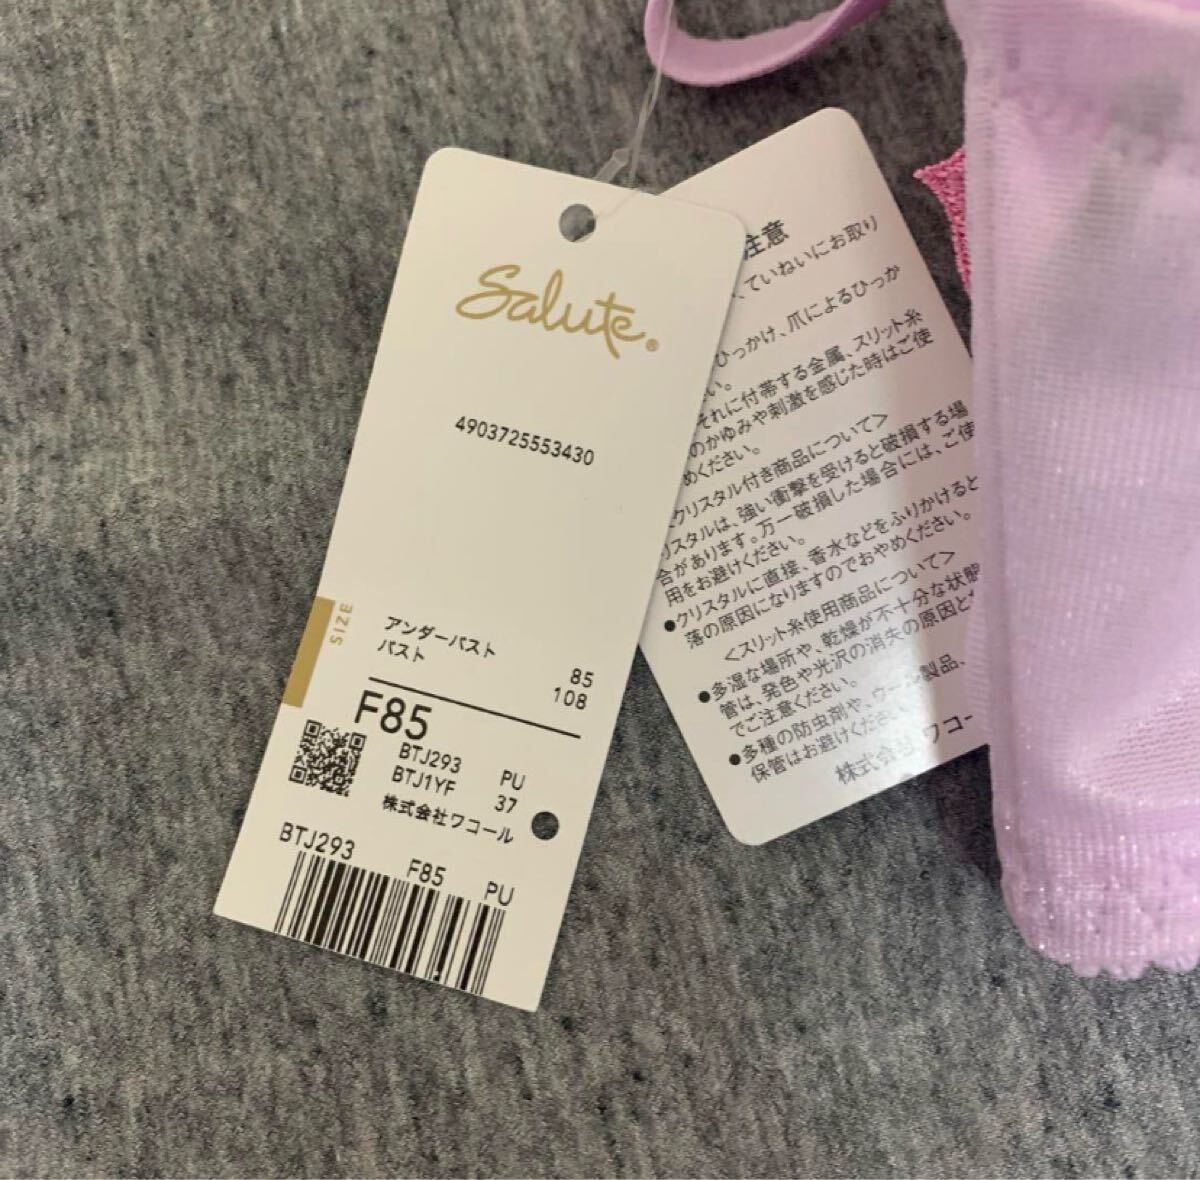 Salute®
4903725553430
SIZE
アンダーバスト 85
バスト 108
F85
BTJ293 PU
BTJ1YF 37
株式会社ワコール
BTJ293 F85 PU
注意
、ていねいにお取り
ひっかけ、爪によるひっか
い。
それに付帯する金属、スリット糸
のかゆみや刺激を感じた時はご使
めください。
クリスタル付き商品について＞
リスタルは、強い衝撃を受けると破損する場
合があります。万一破損した場合には、ご使
用をお避けください。
●クリスタルに直接、香水などをふりかけると
落の原因になりますのでおやめください。
＜スリット糸使用商品について＞
●多湿な場所や、乾燥が不十分な状態
管は、発色や光沢の消失の原因と
でご注意ください。
●多種の防虫剤や、ウール製品、
保管はお避けください。
株式会社ワコー